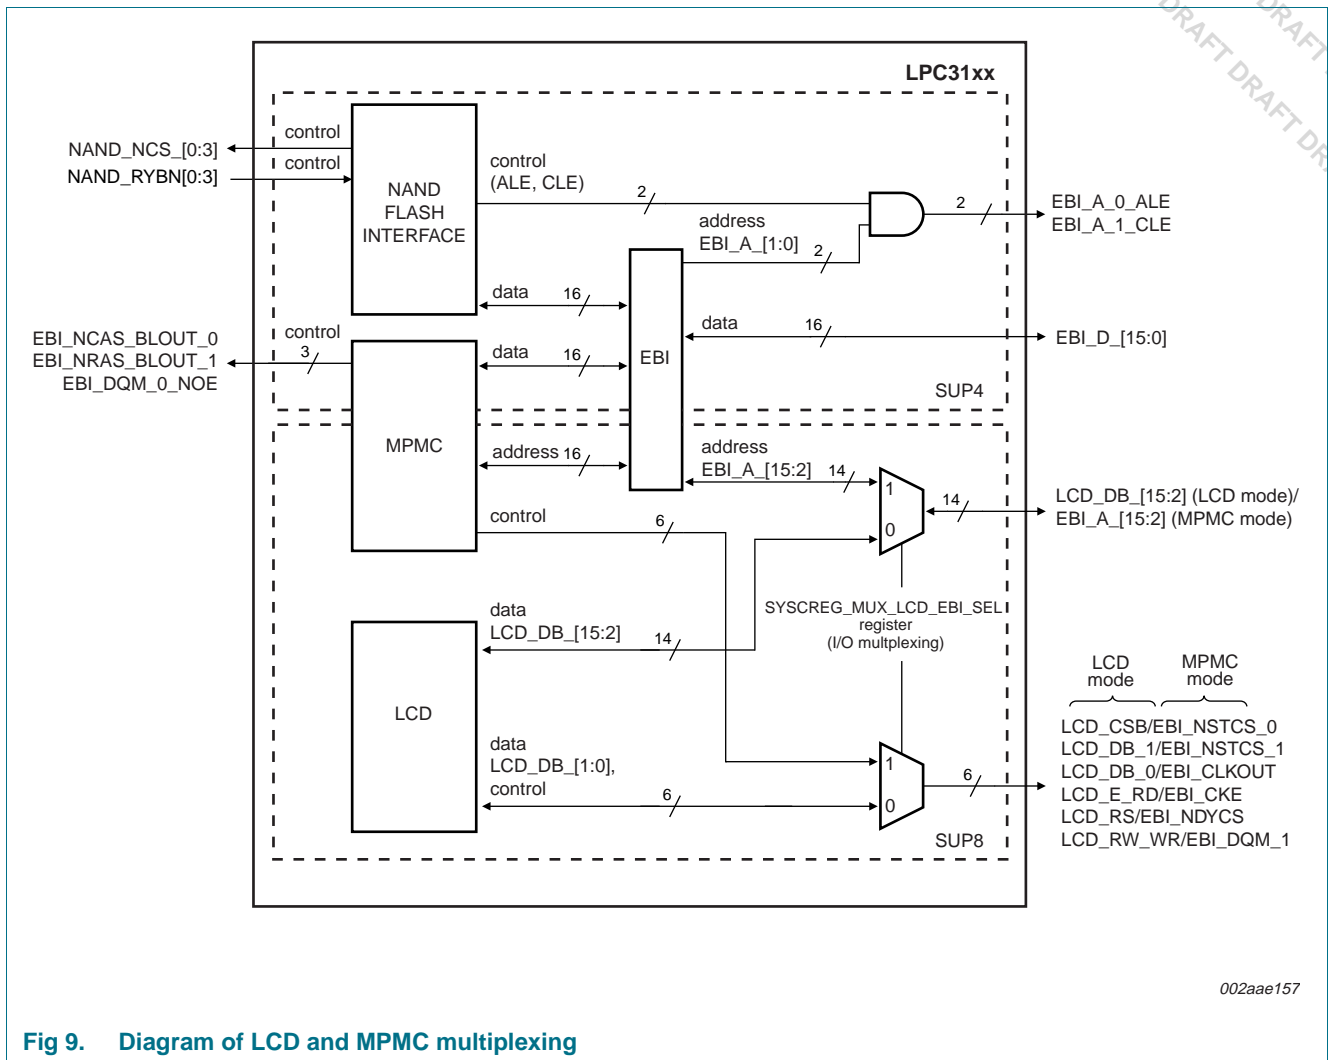 DRAFT DRAFT DR
DRAFT
LPC31xx
NAND_NCS_[0:3]
control
NAND_RYBN[0:3]
control
NAND
FLASH
INTERFACE
control
(ALE, CLE)
2
address
EBI_A_[1:0]
2
2
EBI_A_0_ALE
EBI_A_1_CLE
data
16
EBI_NCAS_BLOUT_0
EBI_NRAS_BLOUT_1
EBI_DQM_0_NOE
control
3
data
16
EBI
data
16
EBI_D_[15:0]
SUP4
MPMC
address
16
address
EBI_A_[15:2]
14
1
0
14
LCD_DB_[15:2] (LCD mode)/
EBI_A_[15:2] (MPMC mode)
control
6
SYSCREG_MUX_LCD_EBI_SEL
register
(I/O multplexing)
data
LCD_DB_[15:2]
14
LCD
data
LCD_DB_[1:0],
control
6
1
0
6
SUP8
LCD
mode
MPMC
mode
LCD_CSB/EBI_NSTCS_0
LCD_DB_1/EBI_NSTCS_1
LCD_DB_0/EBI_CLKOUT
LCD_E_RD/EBI_CKE
LCD_RS/EBI_NDYCS
LCD_RW_WR/EBI_DQM_1
002aae157
Fig 9. Diagram of LCD and MPMC multiplexing